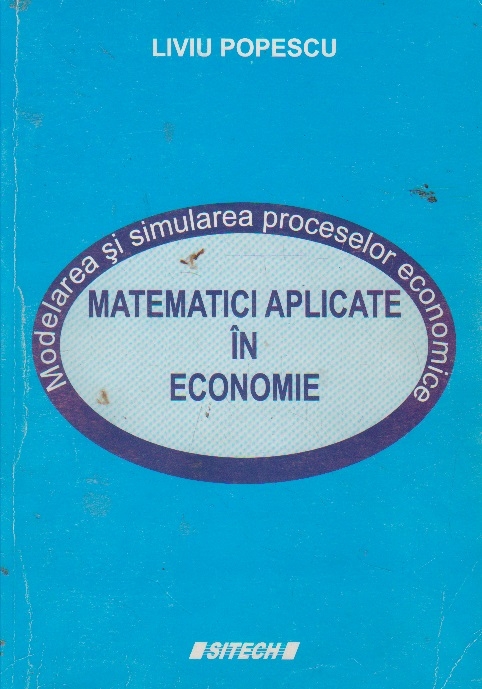 LIVIU POPESCU
Modelarea şi simularea proceselor economice
MATEMATICI APLICATE
ÎN
ECONOMIE
SITECH